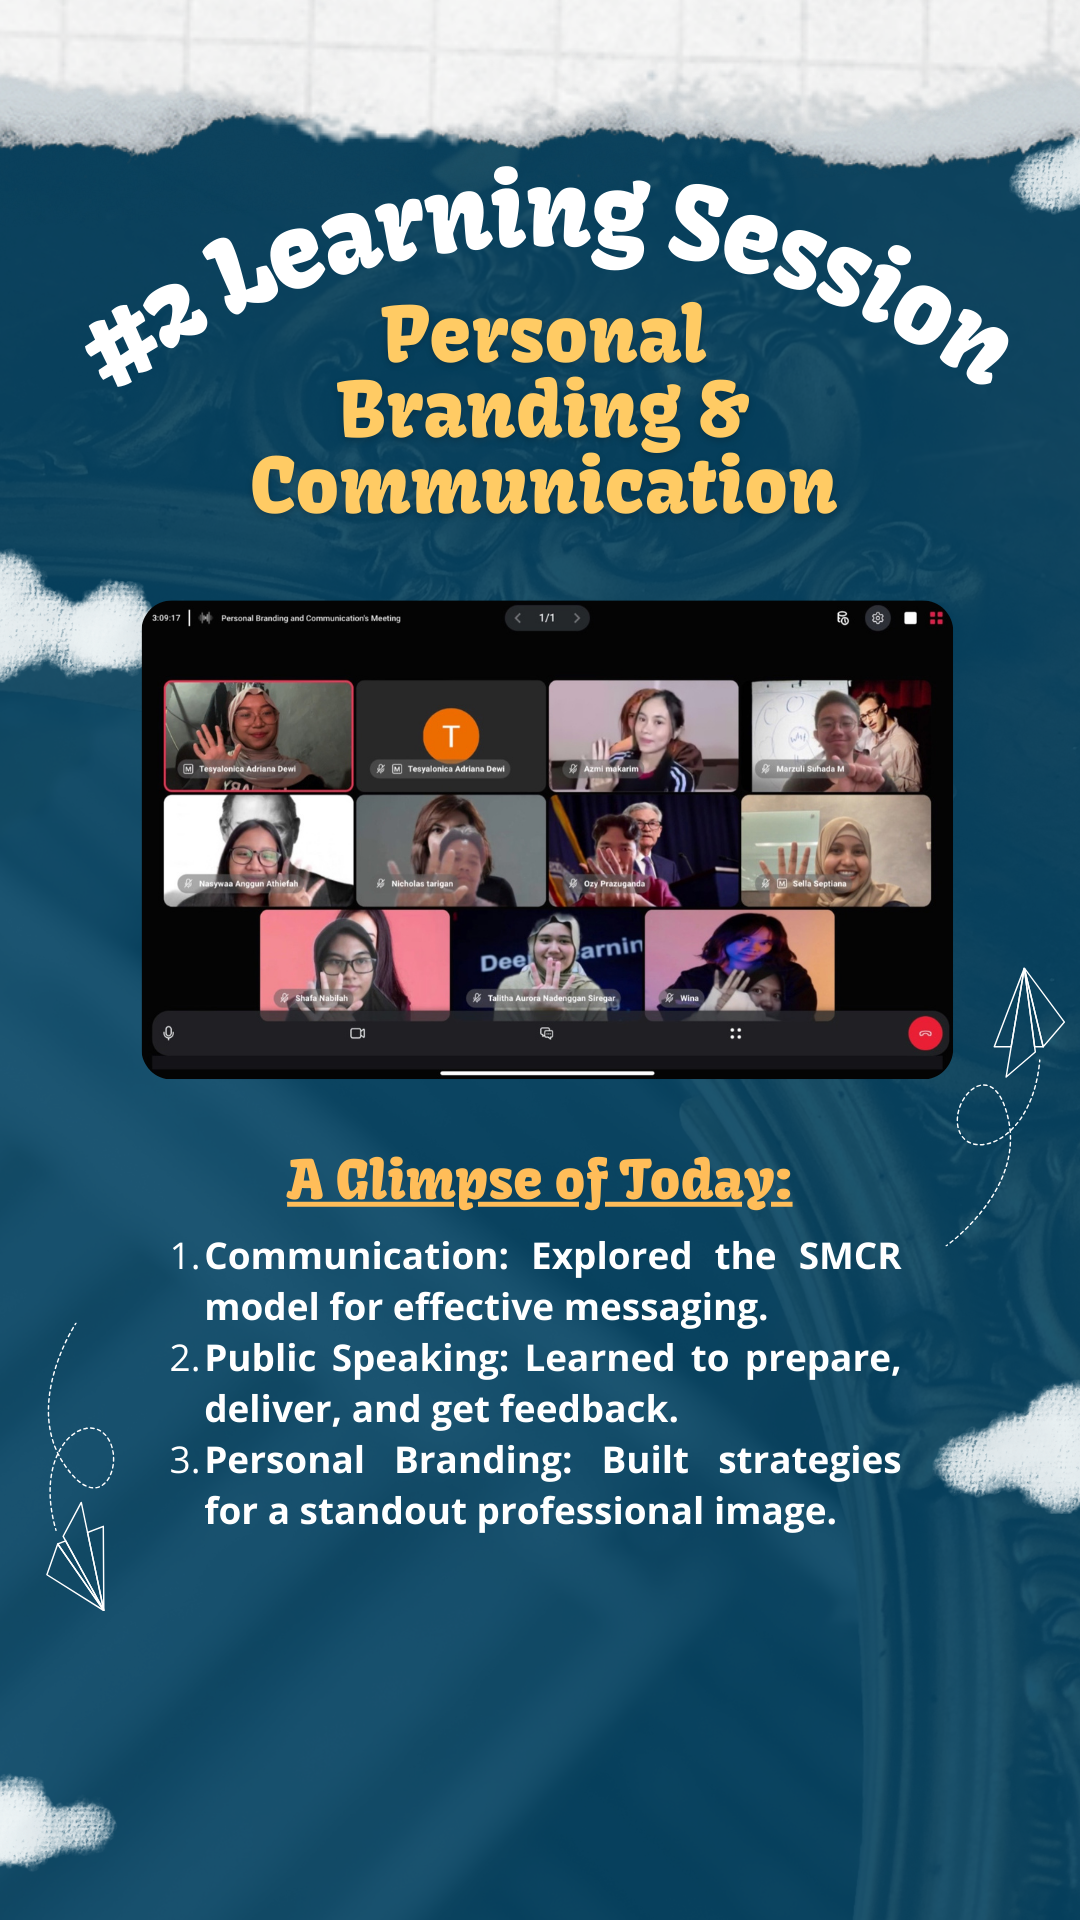 #2 Learning Session
Personal
Branding &
Communication
3:09:17
Personal Branding and Communication's Meeting
1/1
T
M Tesyalonica Adriana Dewi
M Tesyalonica Adriana Dewi
Azmi makarim
Marzuli Suhada M
Nasywaa Anggun Athiefah
Nicholas tarigan
Ozy Prazuganda
M Sella Septiana
Shafa Nabilah
Talitha Aurora Nadenggan Siregar
Wina
A Glimpse of Today:
1. Communication: Explored the SMCR
model for effective messaging.
2. Public Speaking: Learned to prepare,
deliver, and get feedback.
3. Personal Branding: Built strategies
for a standout professional image.